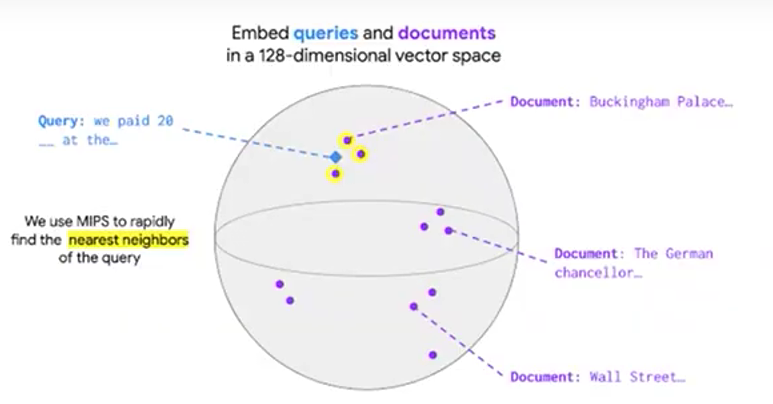 Embed queries and documents
in a 128-dimensional vector space
Document: Buckingham Palace…
Query: we paid 20
__ at the…
We use MIPS to rapidly
find the nearest neighbors
of the query
Document: The German
chancellor…
Document: Wall Street…